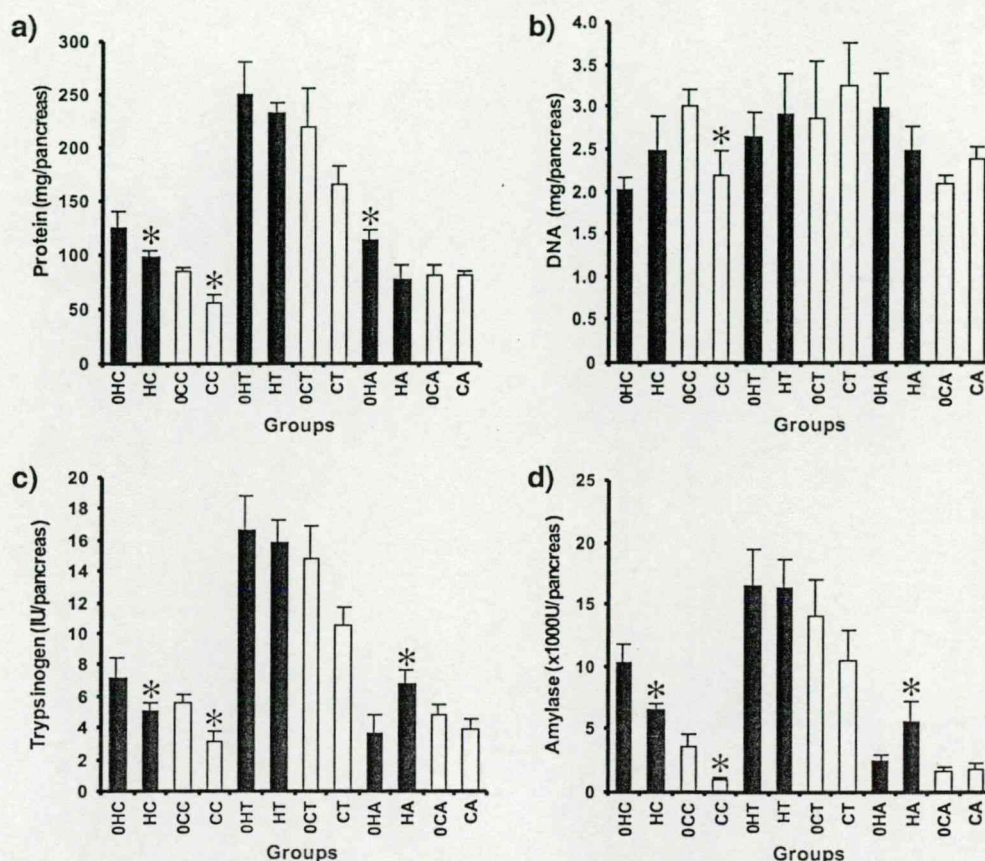 a)
Protein (mg/pancreas)
300
250
200
150
100
50
0
*
*
*
0HC HC 0CC CC 0HT HT 0CT CT 0HA HA 0CA CA
Groups
b)
DNA (mg/pancreas)
4.0
3.5
3.0
2.5
2.0
1.5
1.0
0.5
0
*
0HC HC 0CC CC 0HT HT 0CT CT 0HA HA 0CA CA
Groups
c)
Trypsinogen (IU/pancreas)
18
16
14
12
10
8
6
4
2
0
*
*
*
0HC HC 0CC CC 0HT HT 0CT CT 0HA HA 0CA CA
Groups
d)
Amylase (x1000U/pancreas)
25
20
15
10
5
0
*
*
*
0HC HC 0CC CC 0HT HT 0CT CT 0HA HA 0CA CA
Groups